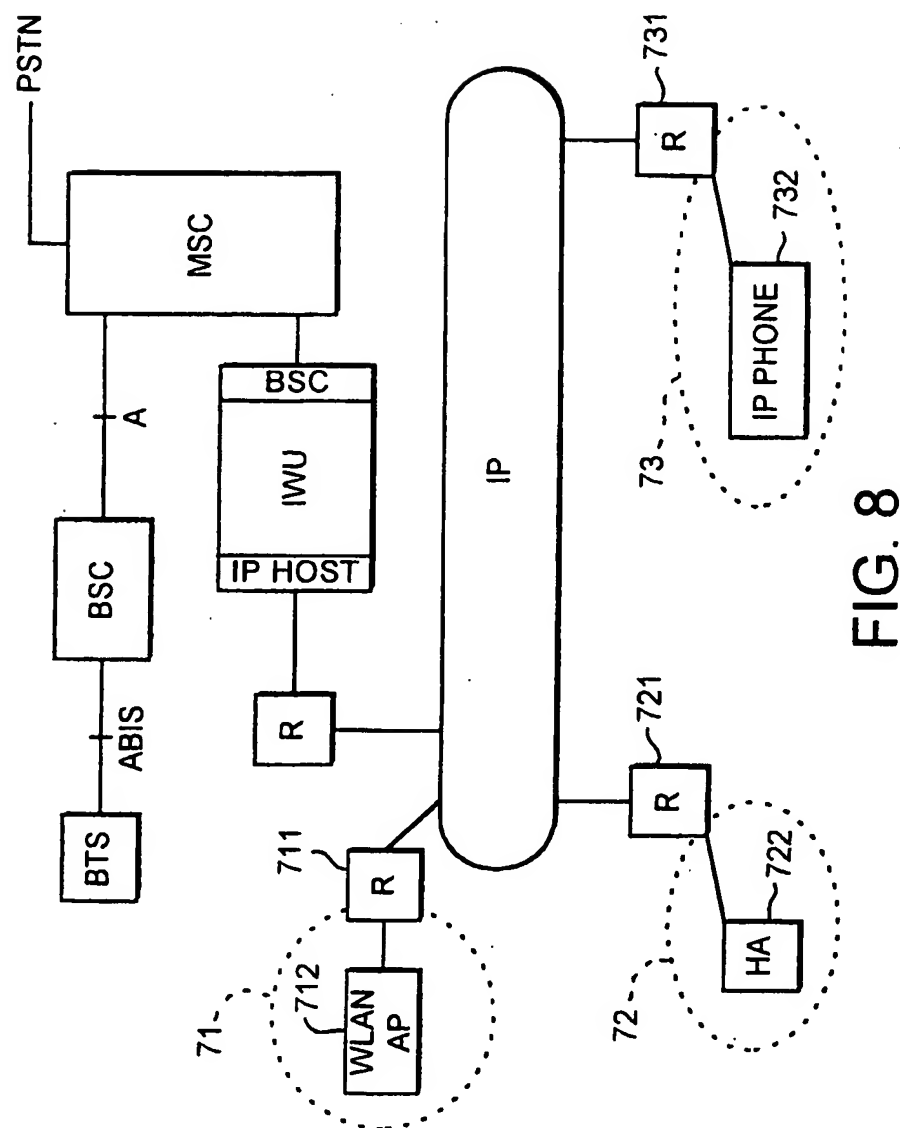 PSTN
MSC
A
BSC
ABIS
BTS
BSC
IWU
IP HOST
R
IP
711
R
71
712
WLAN
AP
721
R
72
722
HA
731
R
73
732
IP PHONE
FIG. 8